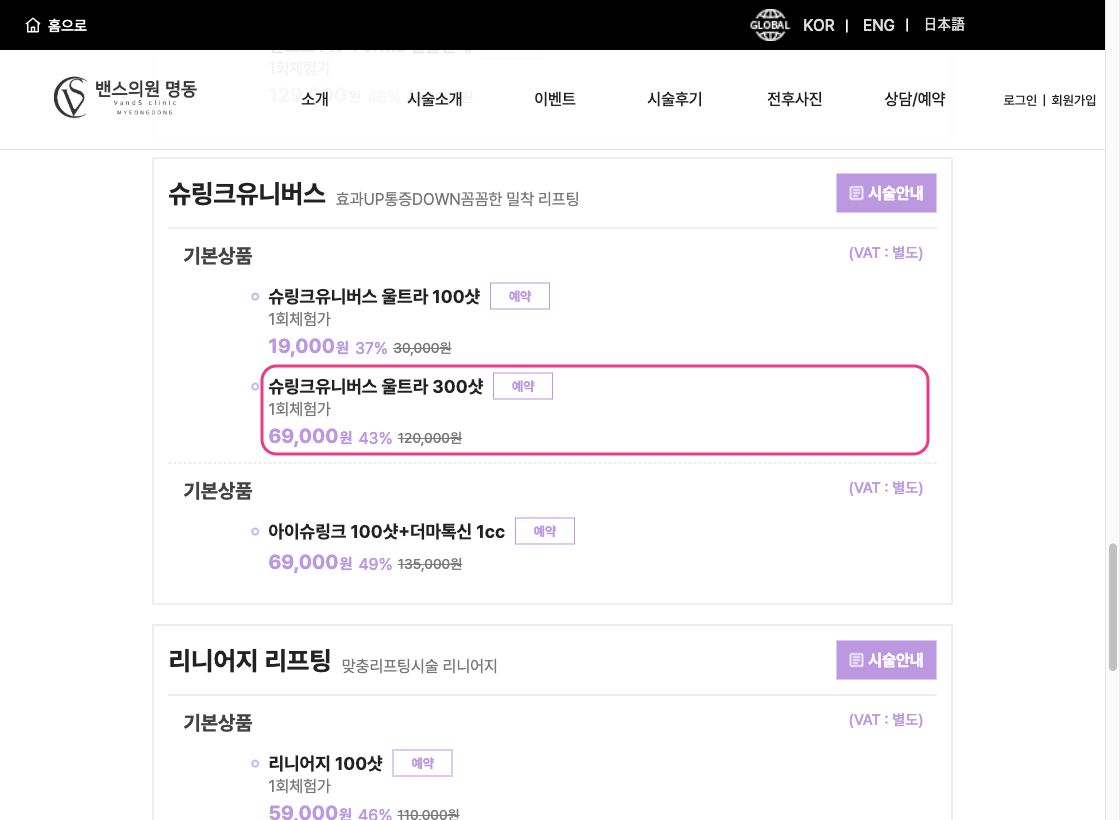 홈으로
GLOBAL KOR | ENG | 日本語
1회체험가
129,000원 46%
밴스의원 명동
VandS clinic
MYEONGDONG
소개 시술소개 이벤트 시술후기 전후사진 상담/예약 로그인 | 회원가입
슈링크유니버스 효과UP통증DOWN꼼꼼한 밀착 리프팅 시술안내
기본상품 (VAT : 별도)
슈링크유니버스 울트라 100샷 예약
1회체험가
19,000원 37% 30,000원
슈링크유니버스 울트라 300샷 예약
1회체험가
69,000원 43% 120,000원
기본상품 (VAT : 별도)
아이슈링크 100샷+더마톡신 1cc 예약
69,000원 49% 135,000원
리니어지 리프팅 맞춤리프팅시술 리니어지 시술안내
기본상품 (VAT : 별도)
리니어지 100샷 예약
1회체험가
59,000원 46% 110,000원